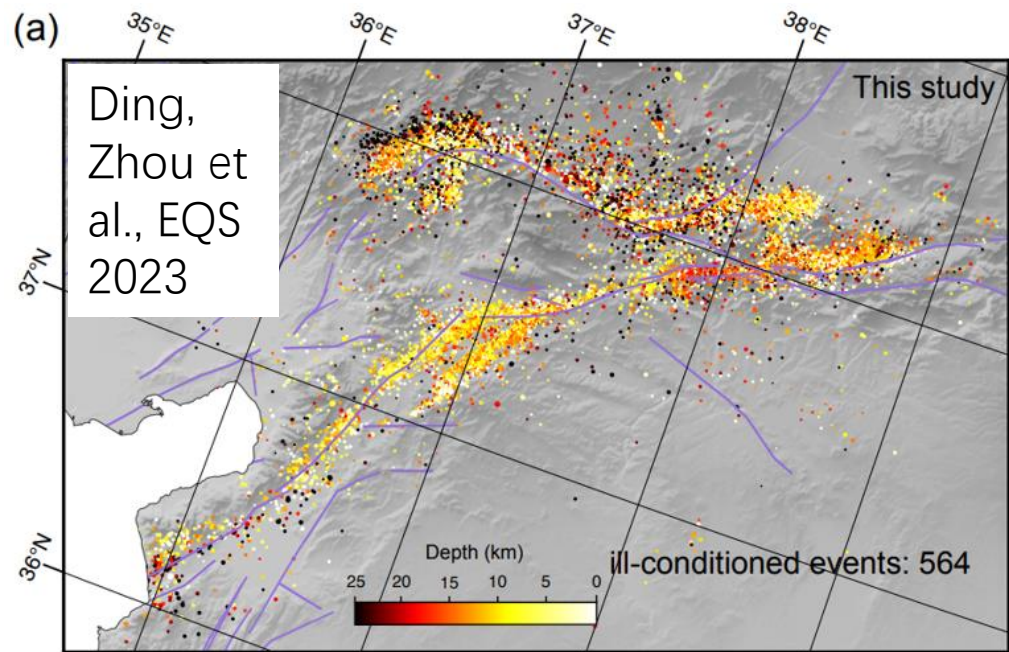 (a)
35°E
36°E
37°E
38°E
This study
Ding,
Zhou et
al., EQS
2023
37°N
36°N
Depth (km)
25 20 15 10 5 0
ill-conditioned events: 564